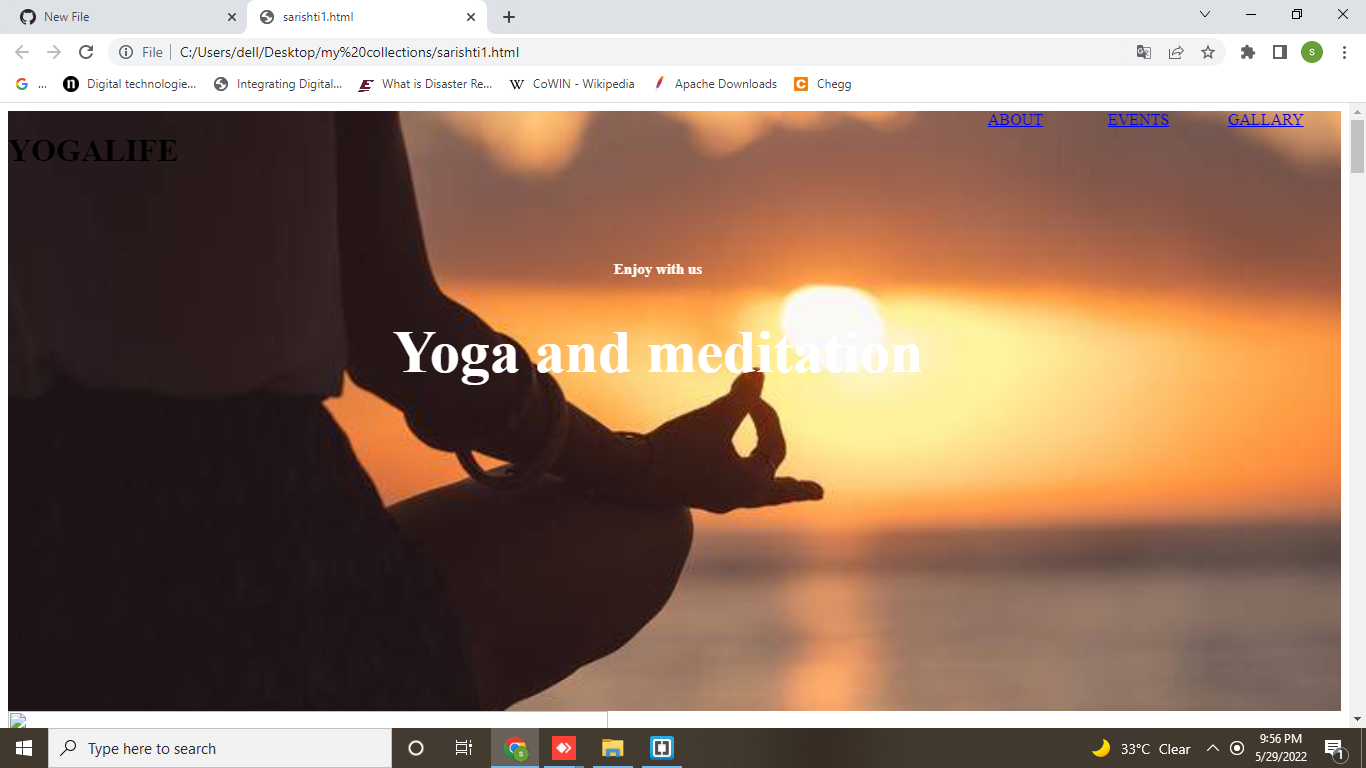 New File
sarishti1.html
File
C:/Users/dell/Desktop/my%20collections/sarishti1.html
s
G ... n Digital technologie... Integrating Digital... E What is Disaster Re... W CoWIN - Wikipedia Apache Downloads C Chegg
ABOUT EVENTS GALLARY
YOGALIFE
Enjoy with us
Yoga and meditation
Type here to search
s
33°C Clear
9:56 PM
5/29/2022
1